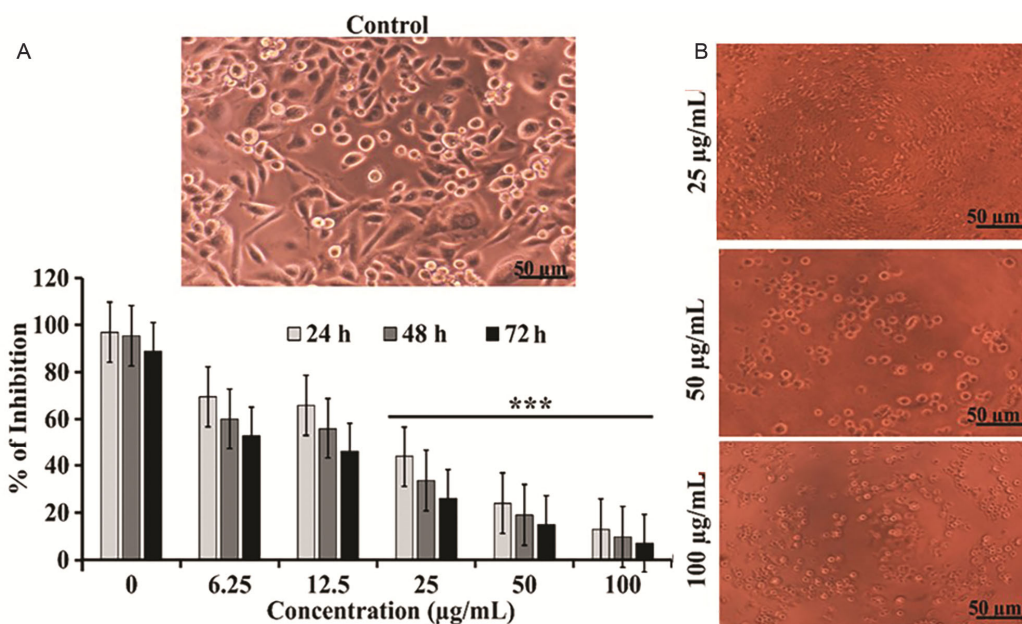 Control
A
50 µm
120
100
80
60
40
20
0
% of Inhibition
24 h
48 h
72 h
***
0
6.25
12.5
25
50
100
Concentration (µg/mL)
B
25 µg/mL
50 µm
50 µg/mL
50 µm
100 µg/mL
50 µm